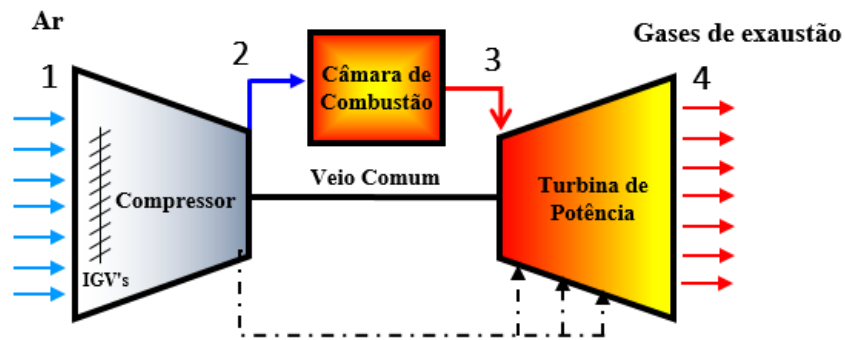 Ar
Gases de exaustão
1
2
3
4
Câmara de
Combustão
Veio Comum
Compressor
Turbina de
Potência
IGV's